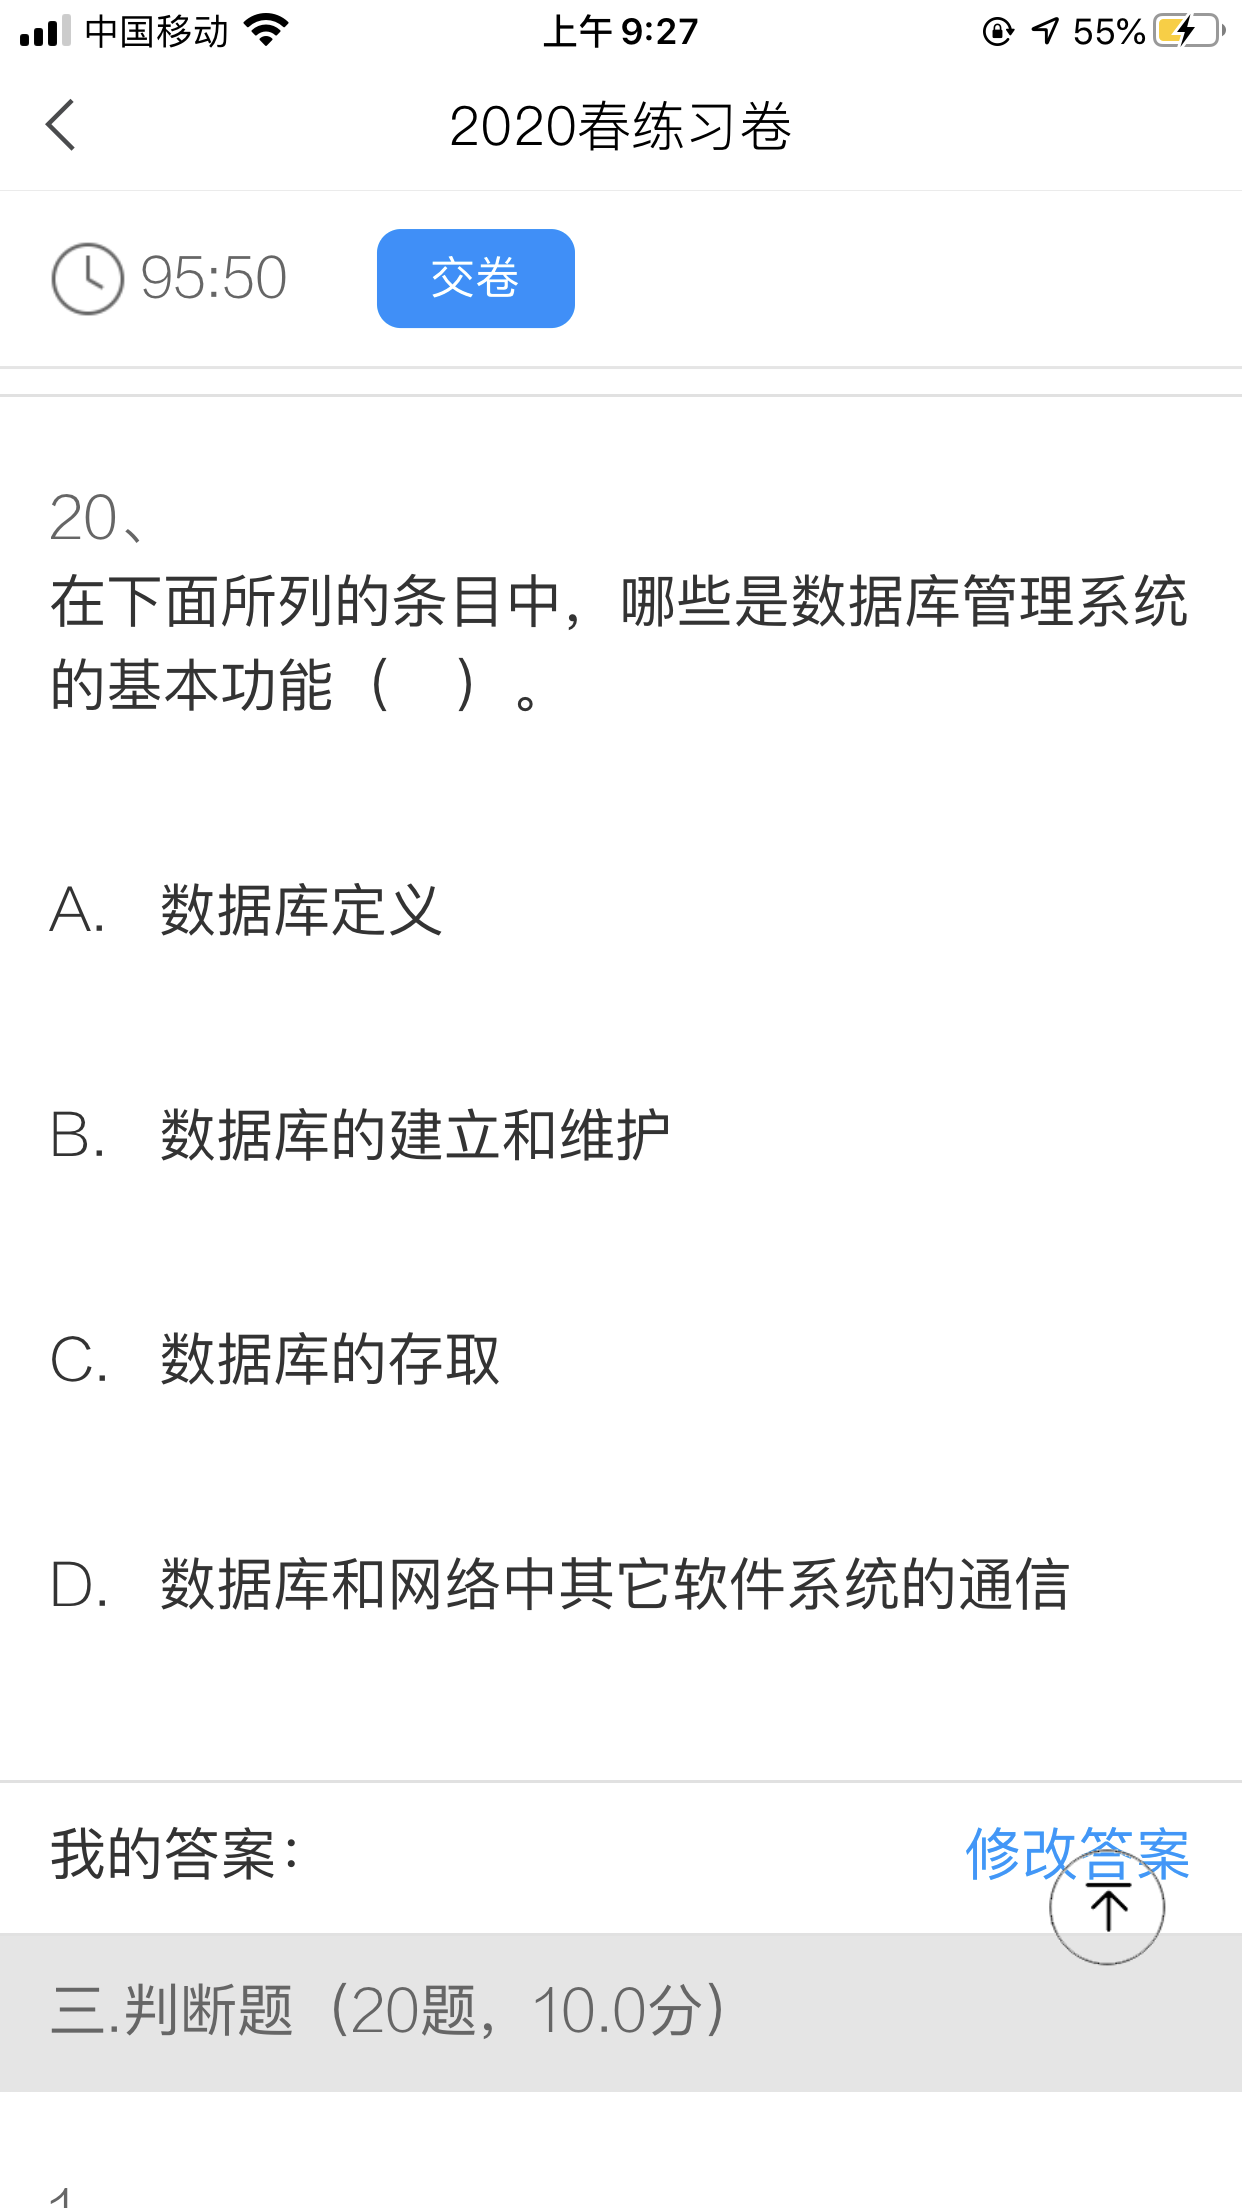 中国移动
上午 9:27
55%
2020春练习卷
95:50
交卷
20、
在下面所列的条目中，哪些是数据库管理系统
的基本功能（　）。
A. 数据库定义
B. 数据库的建立和维护
C. 数据库的存取
D. 数据库和网络中其它软件系统的通信
我的答案：
修改答案
三.判断题（20题，10.0分）
1